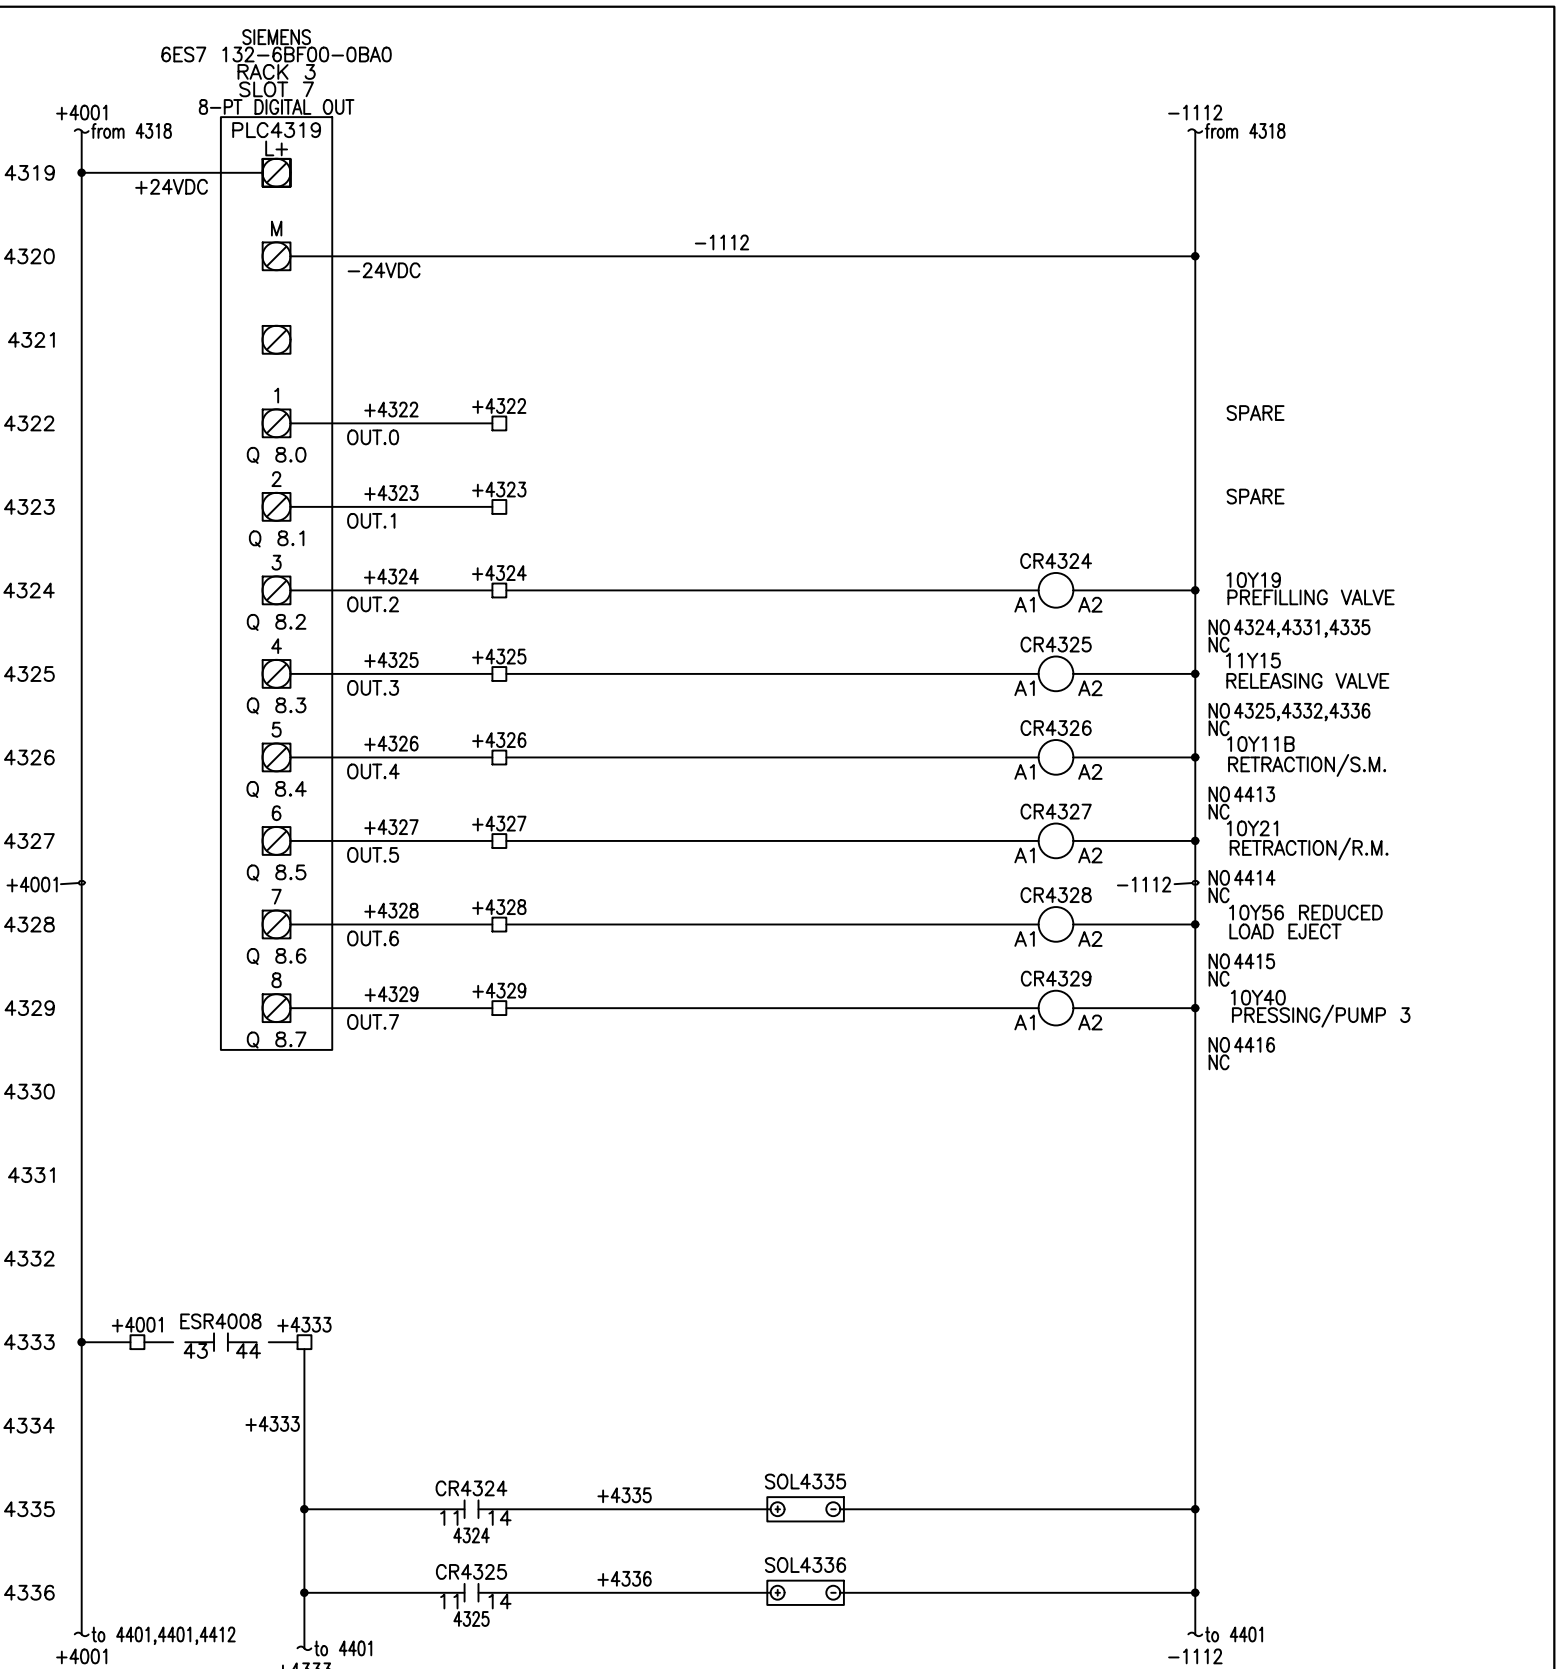 SIEMENS
6ES7 132-6BF00-0BA0
RACK 3
SLOT 7
8-PT DIGITAL OUT
+4001
from 4318
PLC4319
-1112
from 4318
L+
4319
+24VDC
M
4320
-1112
-24VDC
4321
1
4322
+4322
+4322
SPARE
OUT.0
Q 8.0
2
4323
+4323
+4323
SPARE
OUT.1
Q 8.1
3
4324
+4324
+4324
CR4324
10Y19
PREFILLING VALVE
OUT.2
A1
A2
Q 8.2
NO 4324,4331,4335
NC
4
4325
+4325
+4325
CR4325
11Y15
RELEASING VALVE
OUT.3
A1
A2
Q 8.3
NO 4325,4332,4336
NC
5
4326
+4326
+4326
CR4326
10Y11B
RETRACTION/S.M.
OUT.4
A1
A2
Q 8.4
NO 4413
NC
6
4327
+4327
+4327
CR4327
10Y21
RETRACTION/R.M.
OUT.5
A1
A2
Q 8.5
+4001
-1112
NO 4414
NC
7
4328
+4328
+4328
CR4328
10Y56 REDUCED
LOAD EJECT
OUT.6
A1
A2
Q 8.6
NO 4415
NC
8
4329
+4329
+4329
CR4329
10Y40
PRESSING/PUMP 3
OUT.7
A1
A2
Q 8.7
NO 4416
NC
4330
4331
4332
4333
+4001
ESR4008
+4333
43
44
4334
+4333
4335
CR4324
+4335
SOL4335
11
14
4324
4336
CR4325
+4336
SOL4336
11
14
4325
to 4401,4401,4412
+4001
to 4401
+4333
to 4401
-1112